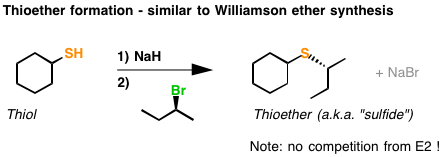 Thioether formation - similar to Williamson ether synthesis
SH
1) NaH
2)
Br
S
+ NaBr
Thiol
Thioether (a.k.a. "sulfide")
Note: no competition from E2 !